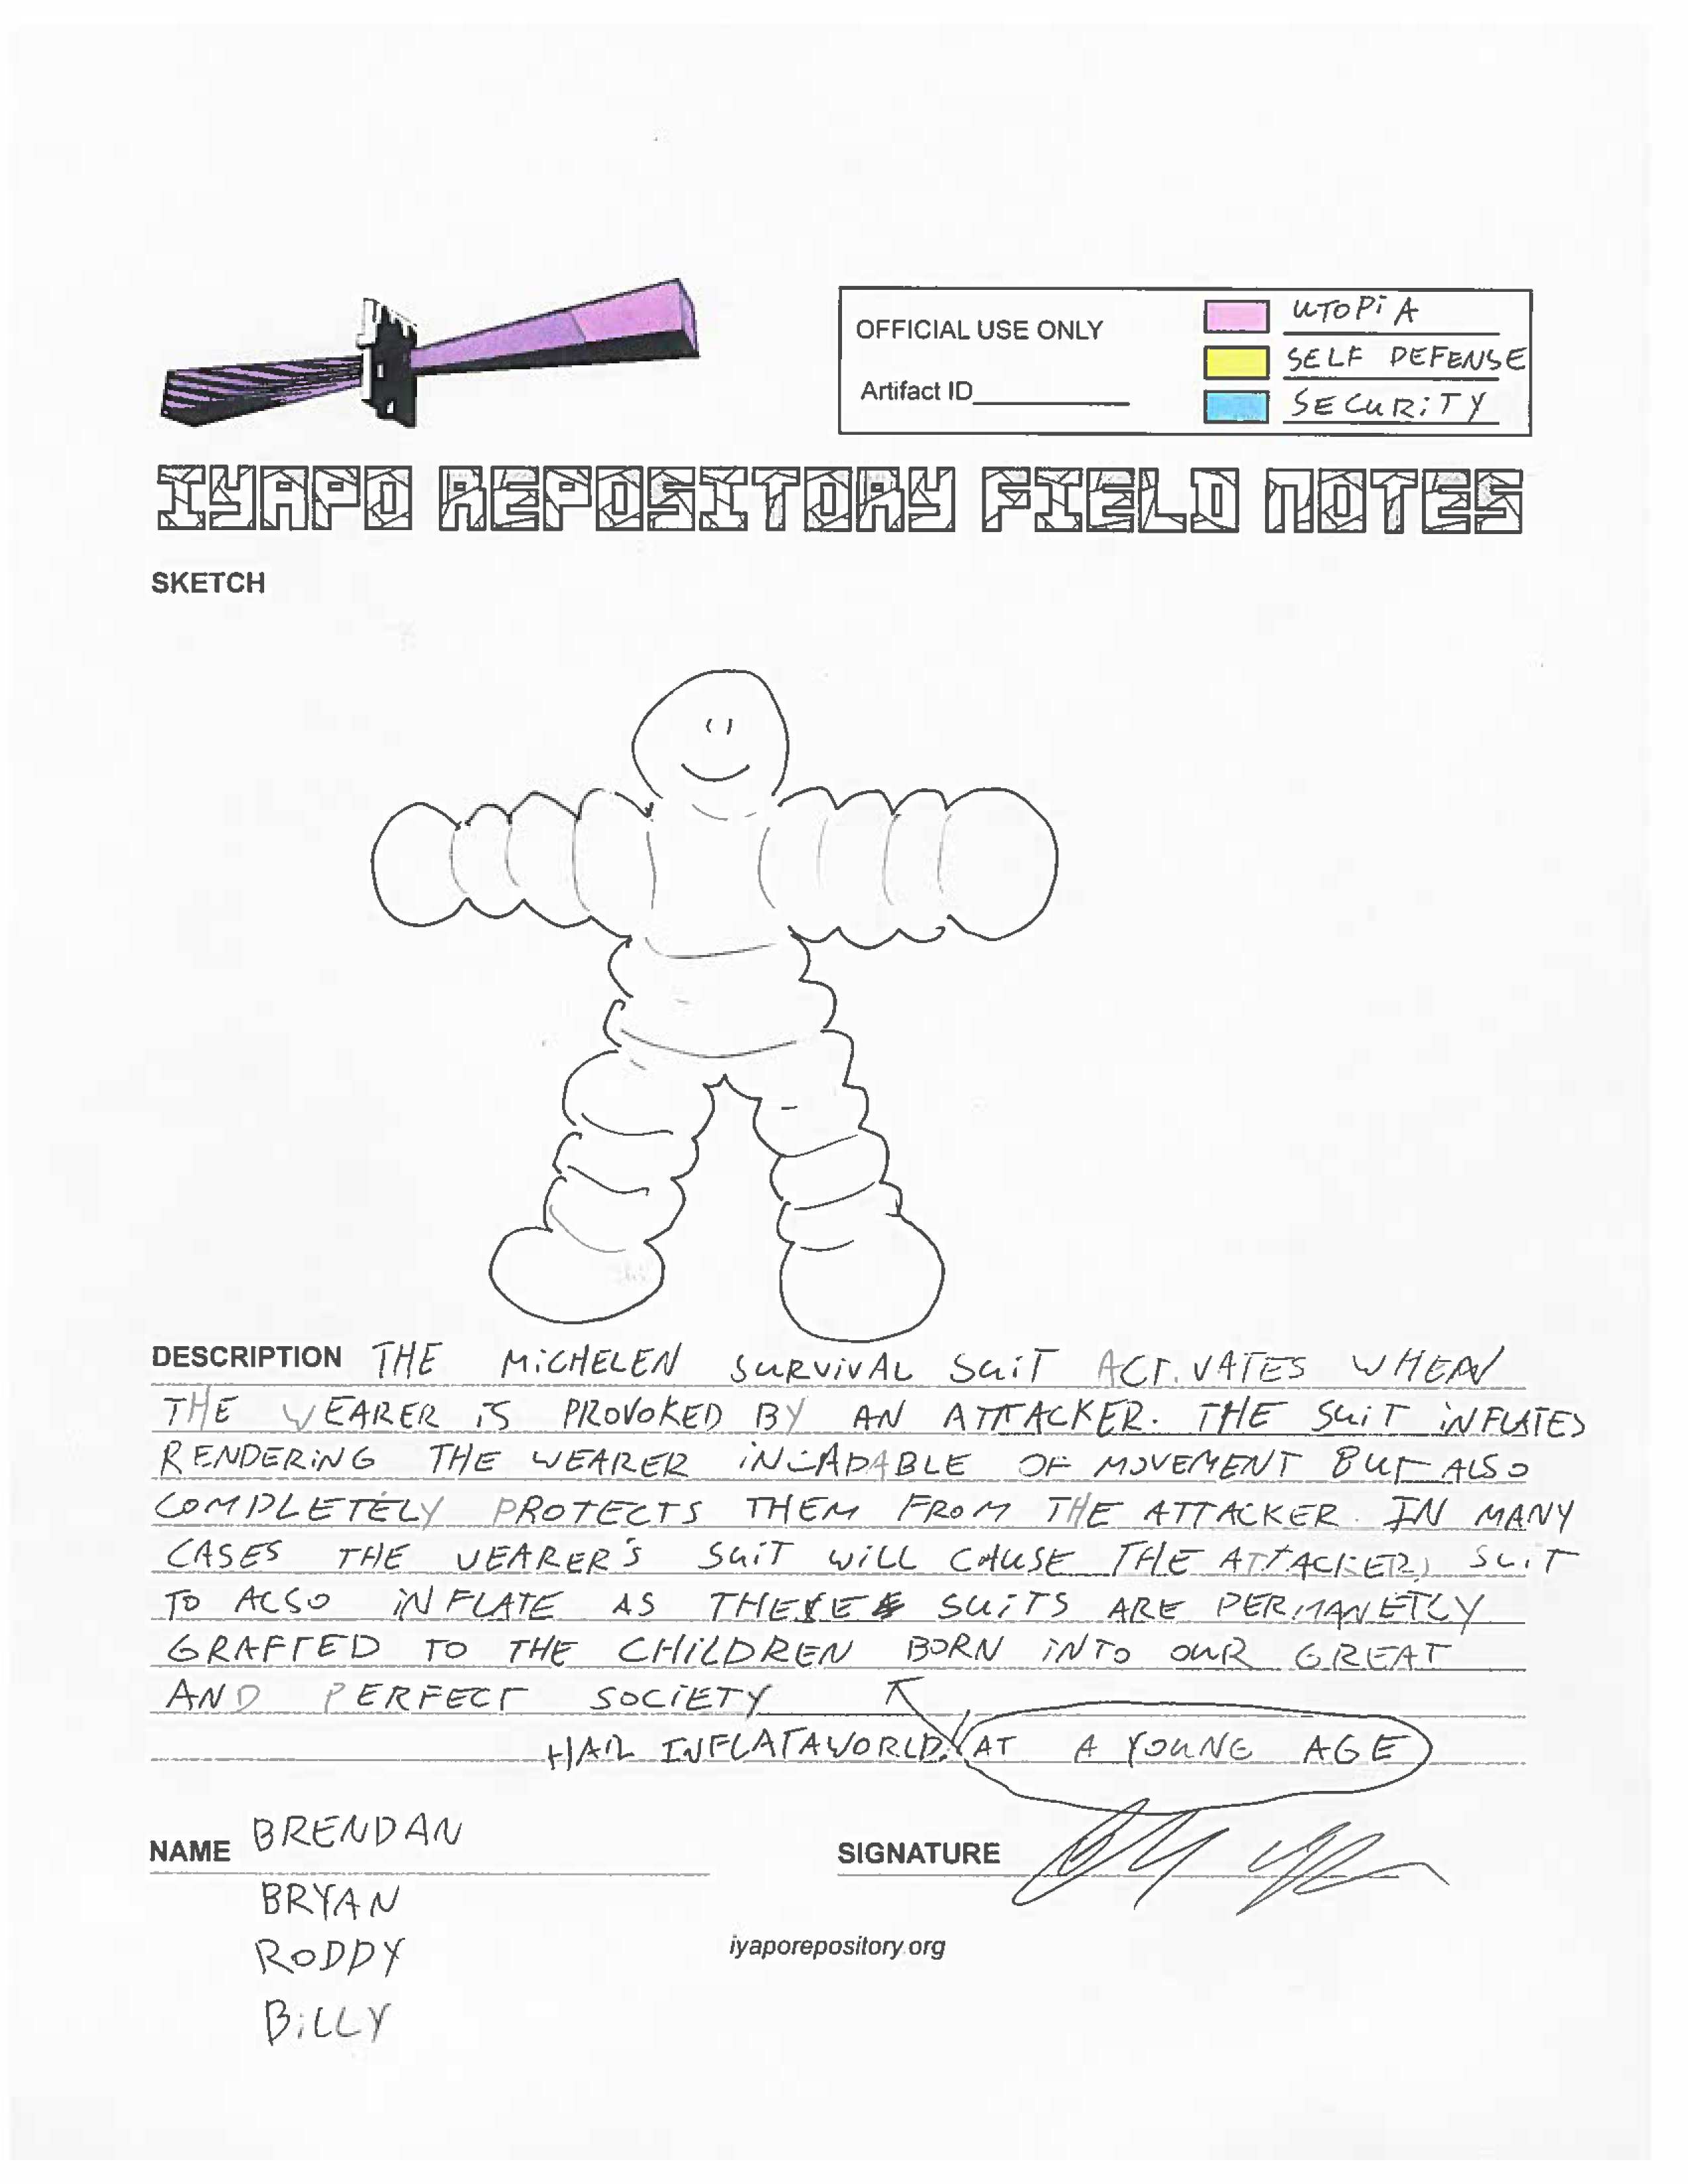 OFFICIAL USE ONLY
UTOPiA
SELF DEFENSE
Artifact ID
SECURiTY
IYAPO REPOSITORY FIELD NOTES
SKETCH
DESCRIPTION THE MiCHELEN SURViVAL SUiT ACTiVATES WHEN
THE WEARER iS PROVOKED BY AN ATTACKER. THE SUiT iNFLATES
RENDERiNG THE WEARER iNCAPABLE OF MOVEMENT BUT ALSO
COMPLETELY PROTECTS THEM FROM THE ATTACKER. IN MANY
CASES THE WEARER'S SUiT WiLL CAUSE THE ATTACKERS SUiT
TO ALSO iNFLATE AS THESE SUiTS ARE PERMANETLY
GRAFTED TO THE CHiLDREN BORN iNTO OUR GREAT
AND PERFECT SOCiETY
HAIL INFLATAWORLD. AT A YOUNG AGE
NAME BRENDAN
SIGNATURE
BRYAN
RODDY
BiLLY
iyaporepository.org